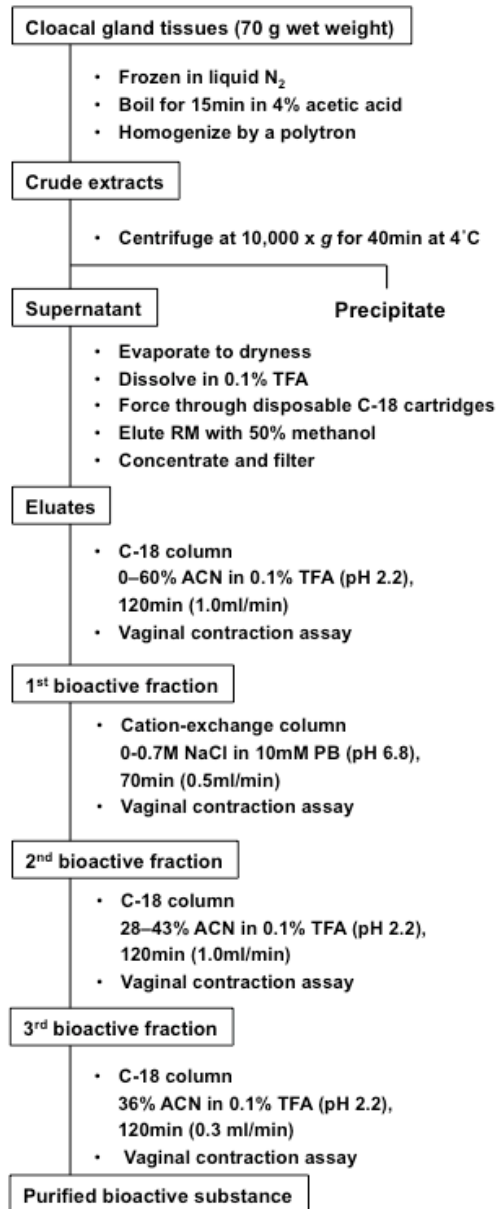 Cloacal gland tissues (70 g wet weight)
・ Frozen in liquid N₂
・ Boil for 15min in 4% acetic acid
・ Homogenize by a polytron
Crude extracts
・ Centrifuge at 10,000 x g for 40min at 4˚C
Supernatant Precipitate
・ Evaporate to dryness
・ Dissolve in 0.1% TFA
・ Force through disposable C-18 cartridges
・ Elute RM with 50% methanol
・ Concentrate and filter
Eluates
・ C-18 column
0–60% ACN in 0.1% TFA (pH 2.2),
120min (1.0ml/min)
・ Vaginal contraction assay
1ˢᵗ bioactive fraction
・ Cation-exchange column
0-0.7M NaCl in 10mM PB (pH 6.8),
70min (0.5ml/min)
・ Vaginal contraction assay
2ⁿᵈ bioactive fraction
・ C-18 column
28–43% ACN in 0.1% TFA (pH 2.2),
120min (1.0ml/min)
・ Vaginal contraction assay
3ʳᵈ bioactive fraction
・ C-18 column
36% ACN in 0.1% TFA (pH 2.2),
120min (0.3 ml/min)
・ Vaginal contraction assay
Purified bioactive substance